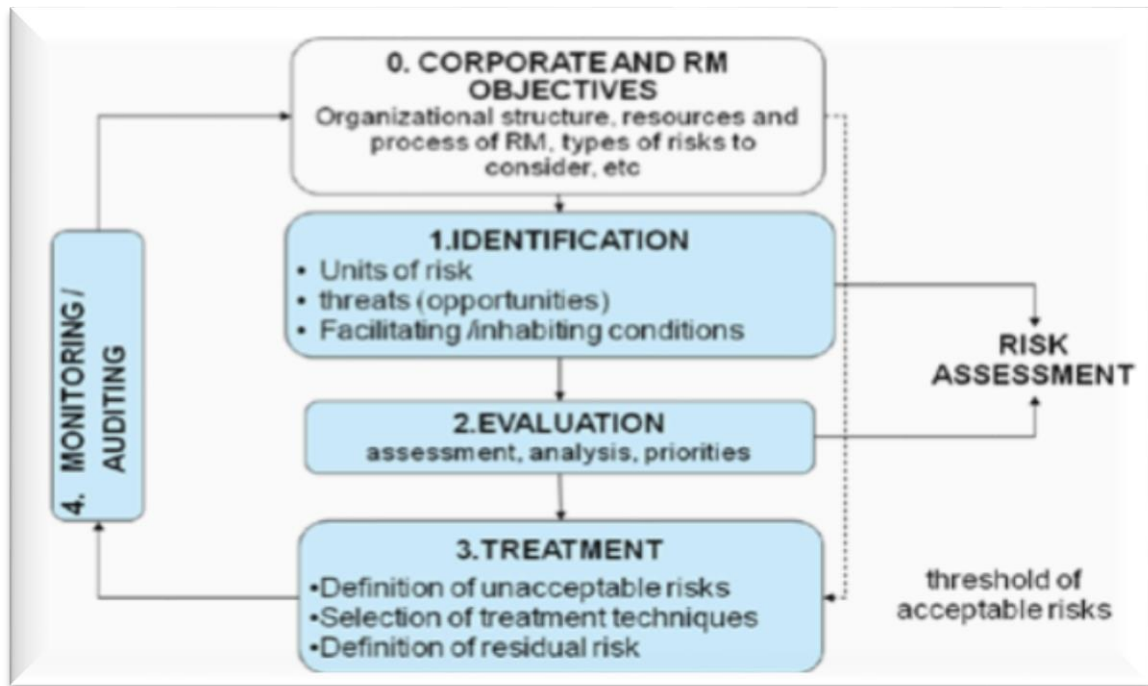 0. CORPORATE AND RM
OBJECTIVES
Organizational structure, resources and
process of RM, types of risks to
consider, etc
1.IDENTIFICATION
• Units of risk
• threats (opportunities)
• Facilitating /inhabiting conditions
RISK
ASSESSMENT
2.EVALUATION
assessment, analysis, priorities
3.TREATMENT
•Definition of unacceptable risks
•Selection of treatment techniques
•Definition of residual risk
threshold of
acceptable risks
4. MONITORING /
AUDITING